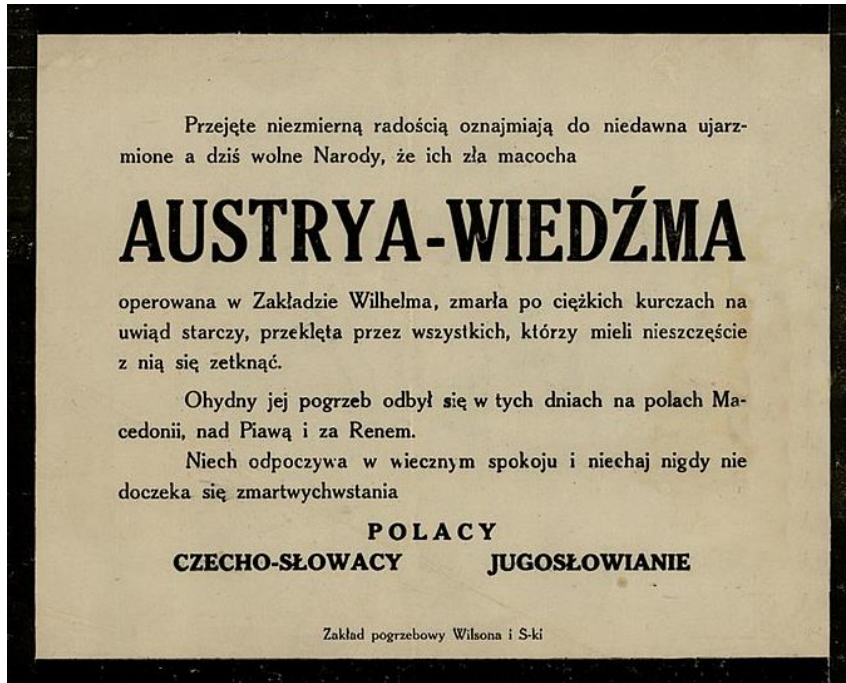 Przejęte niezmierną radością oznajmiają do niedawna ujarz-
mione a dziś wolne Narody, że ich zła macocha
AUSTRYA-WIEDŹMA
operowana w Zakładzie Wilhelma, zmarła po ciężkich kurczach na
uwiąd starczy, przeklęta przez wszystkich, którzy mieli nieszczęście
z nią się zetknąć.
Ohydny jej pogrzeb odbył się w tych dniach na polach Ma-
cedonii, nad Piawą i za Renem.
Niech odpoczywa w wiecznym spokoju i niechaj nigdy nie
doczeka się zmartwychwstania
POLACY
CZECHO-SŁOWACY JUGOSŁOWIANIE
Zakład pogrzebowy Wilsona i S-ki